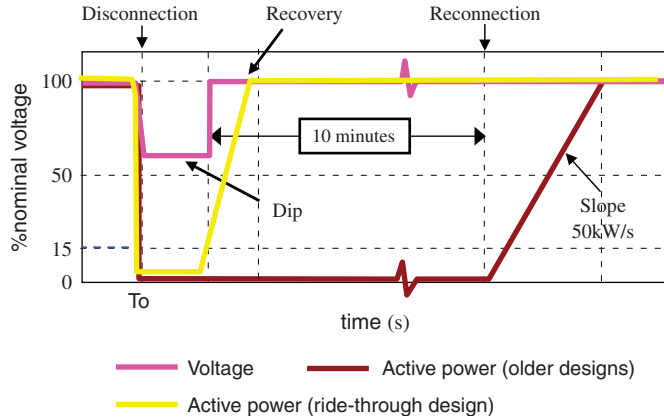 Disconnection
Recovery
Reconnection
%nominal voltage
100
10 minutes
50
Dip
Slope
50kW/s
15
0
To
time (s)
Voltage
Active power (older designs)
Active power (ride-through design)